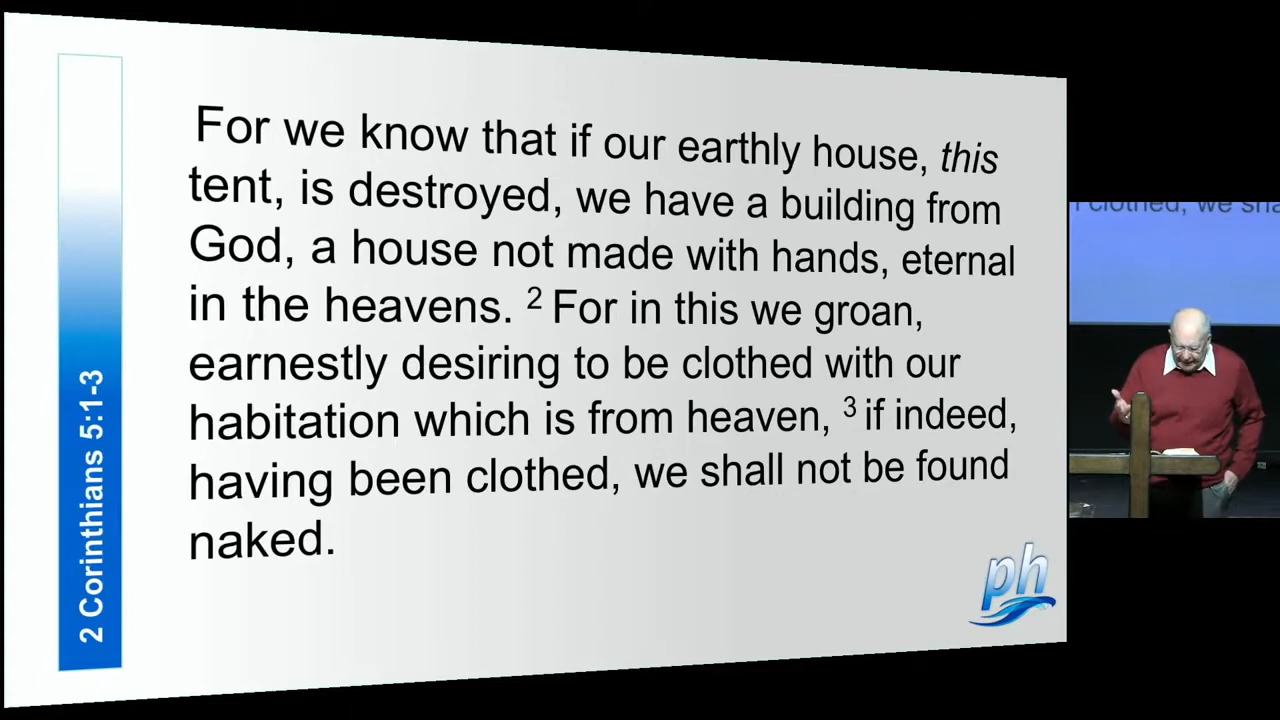 For we know that if our earthly house, this
tent, is destroyed, we have a building from
God, a house not made with hands, eternal
in the heavens. 2 For in this we groan,
earnestly desiring to be clothed with our
habitation which is from heaven, 3 if indeed,
having been clothed, we shall not be found
naked.
2 Corinthians 5:1-3
ph
clothed, we sha